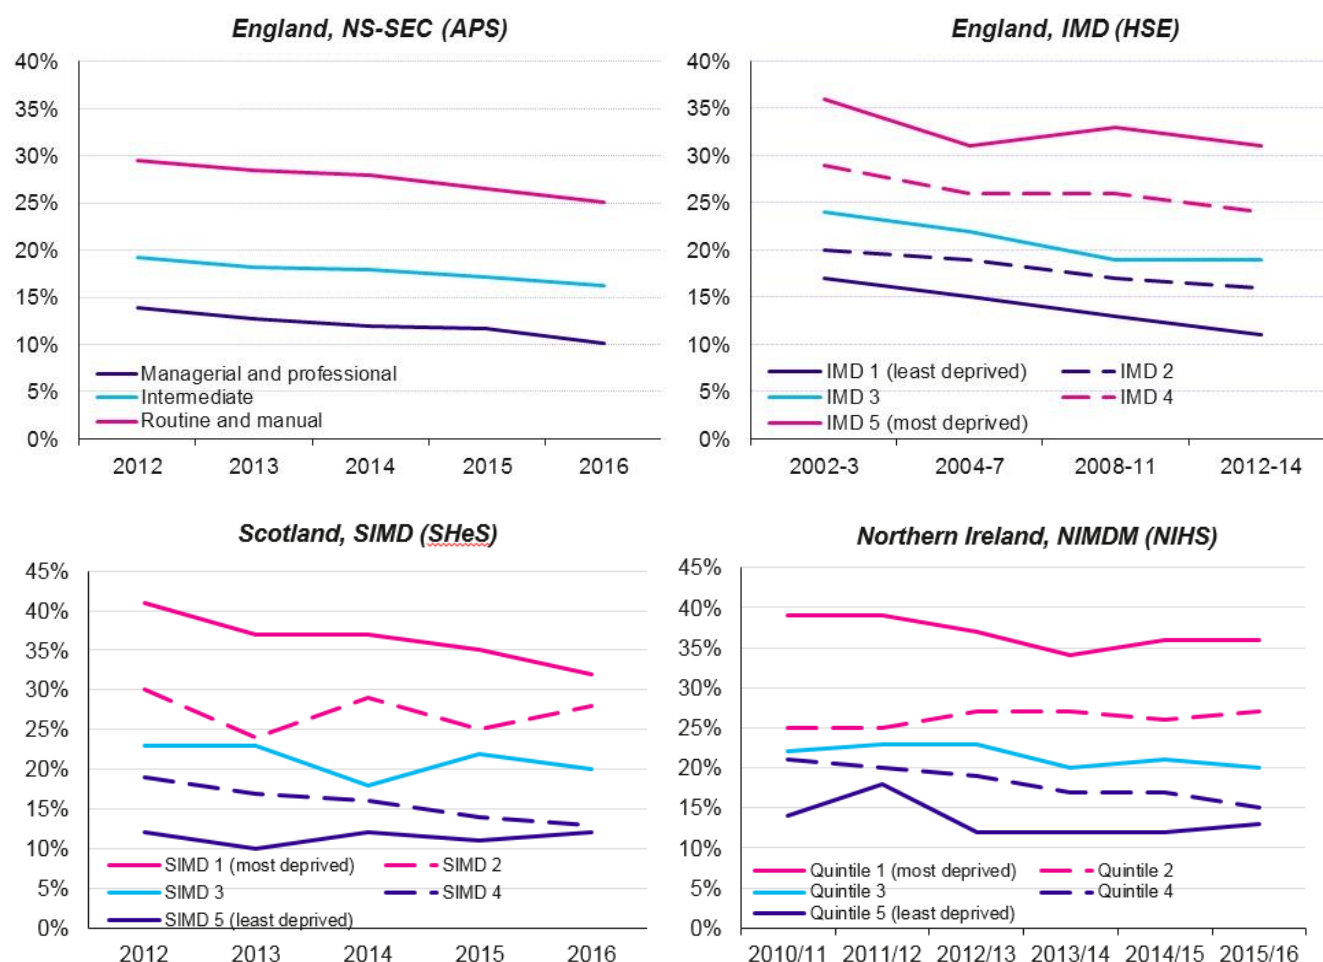 England, NS-SEC (APS)
40%
35%
30%
25%
20%
15%
10%
5%
0%
Managerial and professional
Intermediate
Routine and manual
2012 2013 2014 2015 2016
England, IMD (HSE)
40%
35%
30%
25%
20%
15%
10%
5%
0%
IMD 1 (least deprived) IMD 2
IMD 3 IMD 4
IMD 5 (most deprived)
2002-3 2004-7 2008-11 2012-14
Scotland, SIMD (SHeS)
45%
40%
35%
30%
25%
20%
15%
10%
5%
0%
SIMD 1 (most deprived) SIMD 2
SIMD 3 SIMD 4
SIMD 5 (least deprived)
2012 2013 2014 2015 2016
Northern Ireland, NIMDM (NIHS)
45%
40%
35%
30%
25%
20%
15%
10%
5%
0%
Quintile 1 (most deprived) Quintile 2
Quintile 3 Quintile 4
Quintile 5 (least deprived)
2010/11 2011/12 2012/13 2013/14 2014/15 2015/16